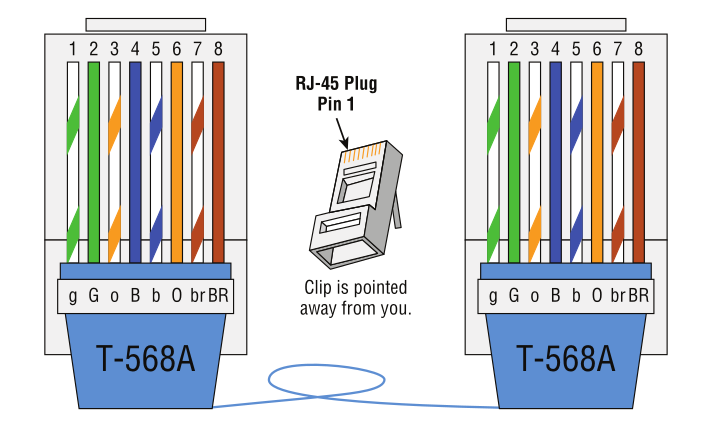 1 2 3 4 5 6 7 8
RJ-45 Plug
Pin 1
Clip is pointed
away from you.
g G o B b O br BR
T-568A
1 2 3 4 5 6 7 8
g G o B b O br BR
T-568A